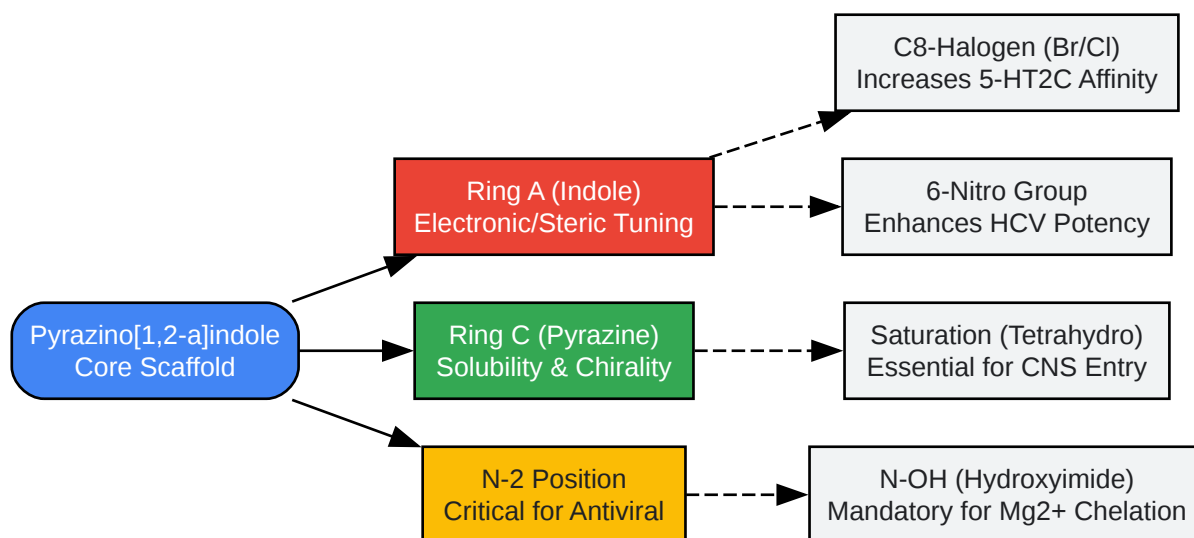 C8-Halogen (Br/Cl)
Increases 5-HT2C Affinity
Ring A (Indole)
Electronic/Steric Tuning
6-Nitro Group
Enhances HCV Potency
Pyrazino[1,2-a]indole
Core Scaffold
Ring C (Pyrazine)
Solubility & Chirality
Saturation (Tetrahydro)
Essential for CNS Entry
N-2 Position
Critical for Antiviral
N-OH (Hydroxyimide)
Mandatory for Mg2+ Chelation